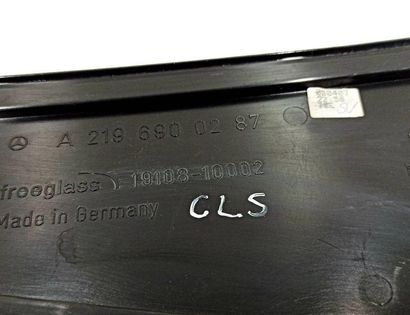 A 219 690 02 87
freeglass 19108-10002
Made in Germany CLS